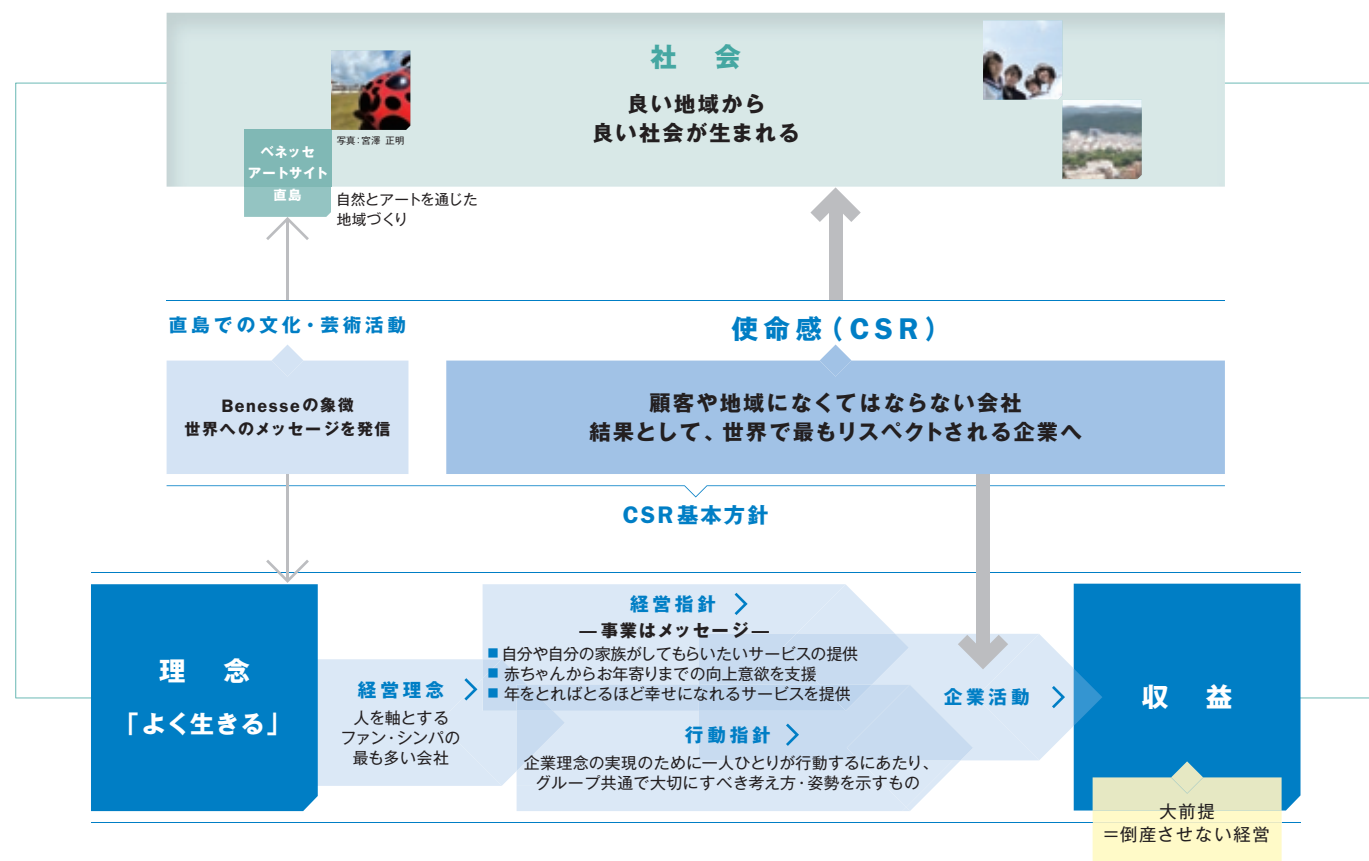 社 会
良い地域から
良い社会が生まれる
写真:宮澤 正明
ベネッセ
アートサイト
直島
自然とアートを通じた
地域づくり
直島での文化・芸術活動
Benesseの象徴
世界へのメッセージを発信
使命感(CSR)
顧客や地域になくてはならない会社
結果として、世界で最もリスペクトされる企業へ
CSR基本方針
理 念
「よく生きる」
経営理念
人を軸とする
ファン・シンパの
最も多い会社
経営指針
―事業はメッセージ―
■自分や自分の家族がしてもらいたいサービスの提供
■赤ちゃんからお年寄りまでの向上意欲を支援
■年をとればとるほど幸せになれるサービスを提供
行動指針
企業理念の実現のために一人ひとりが行動するにあたり、
グループ共通で大切にすべき考え方・姿勢を示すもの
企業活動
収 益
大前提
=倒産させない経営